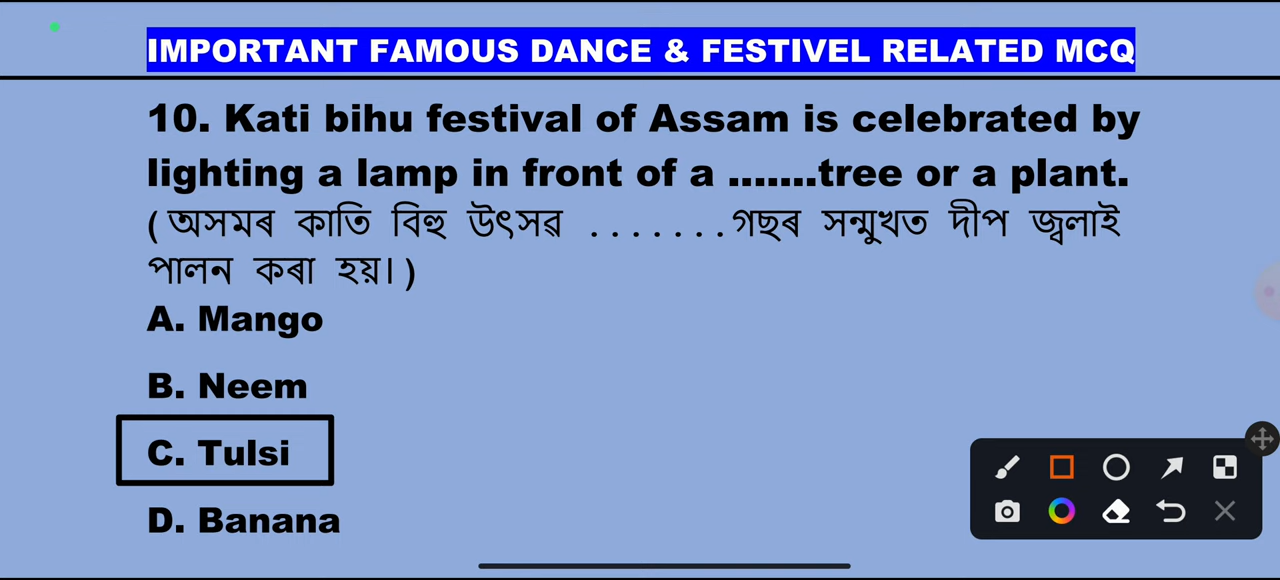 IMPORTANT FAMOUS DANCE & FESTIVEL RELATED MCQ
10. Kati bihu festival of Assam is celebrated by
lighting a lamp in front of a .......tree or a plant.
(অসমৰ কাতি বিহু উৎসৱ .......গছৰ সন্মুখত দীপ জ্বলাই
পালন কৰা হয়।)
A. Mango
B. Neem
C. Tulsi
D. Banana